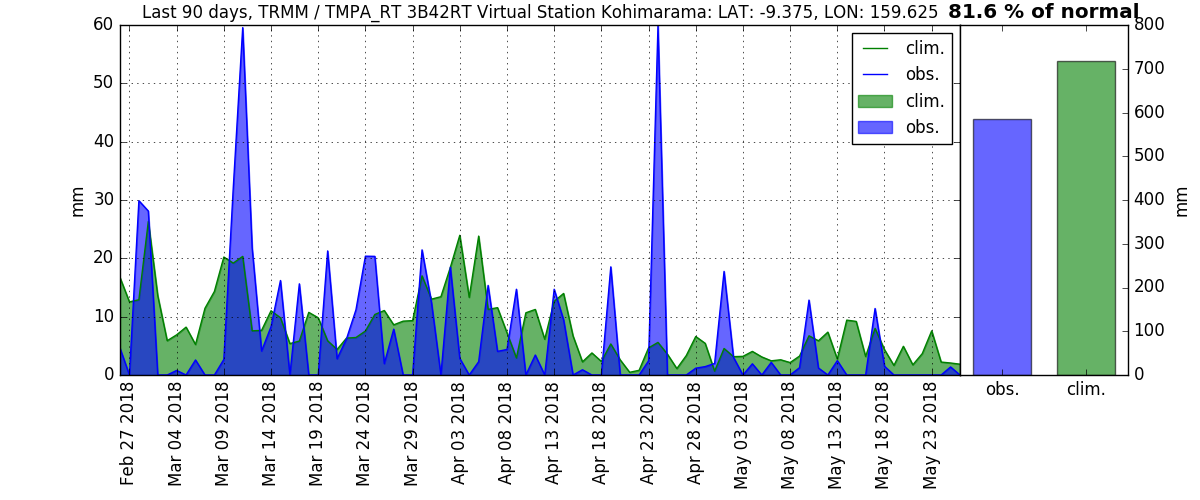 Last 90 days, TRMM / TMPA_RT 3B42RT Virtual Station Kohimarama: LAT: -9.375, LON: 159.625
81.6 % of normal
60
50
40
30
20
10
0
mm
clim.
obs.
clim.
obs.
Feb 27 2018
Mar 04 2018
Mar 09 2018
Mar 14 2018
Mar 19 2018
Mar 24 2018
Mar 29 2018
Apr 03 2018
Apr 08 2018
Apr 13 2018
Apr 18 2018
Apr 23 2018
Apr 28 2018
May 03 2018
May 08 2018
May 13 2018
May 18 2018
May 23 2018
800
700
600
500
400
300
200
100
0
mm
obs.
clim.